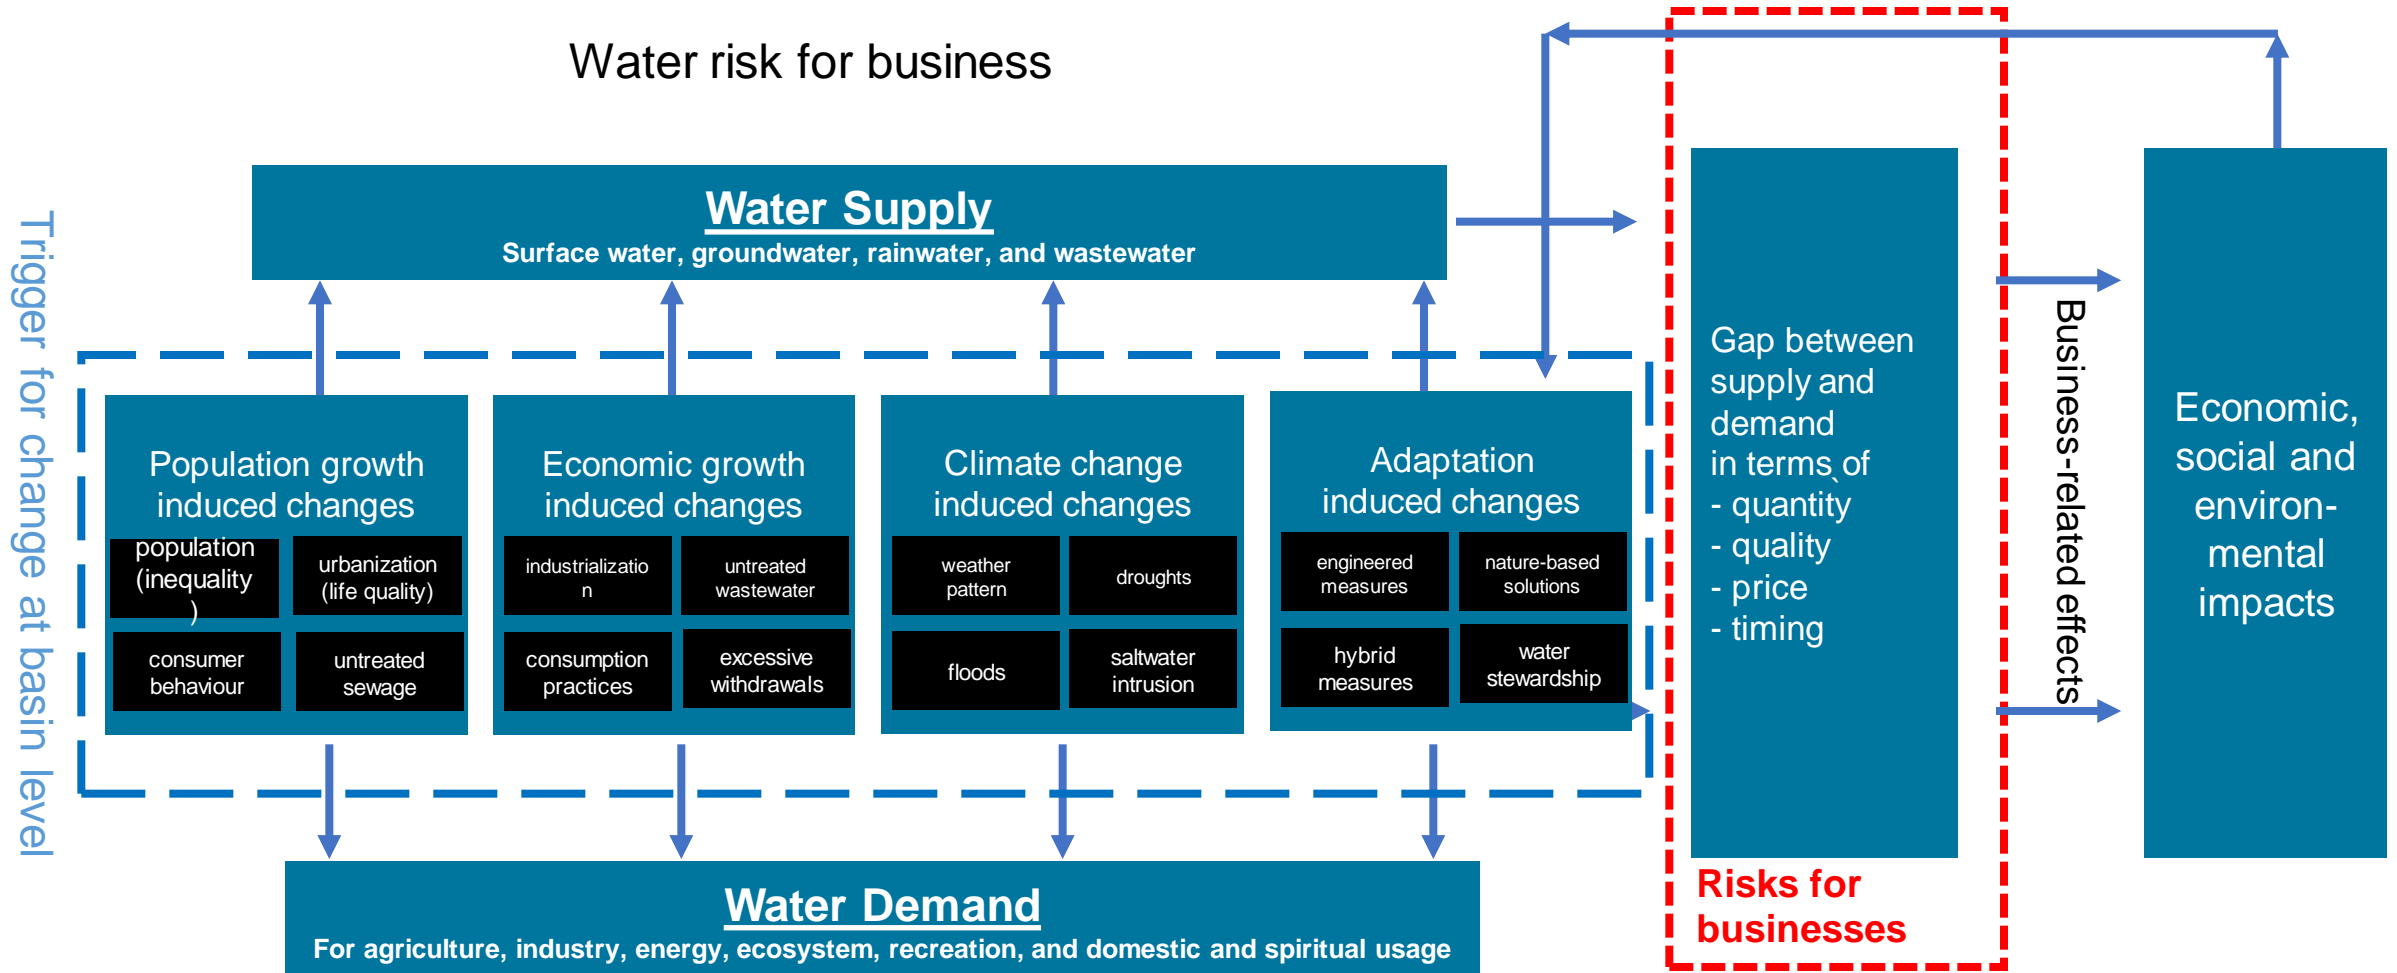 Water risk for business
Trigger for change at basin level
Water Supply
Surface water, groundwater, rainwater, and wastewater
Population growth
induced changes
population
(inequality
)
urbanization
(life quality)
consumer
behaviour
untreated
sewage
Economic growth
induced changes
industrializatio
n
untreated
wastewater
consumption
practices
excessive
withdrawals
Climate change
induced changes
weather
pattern
droughts
floods
saltwater
intrusion
Adaptation
induced changes
engineered
measures
nature-based
solutions
hybrid
measures
water
stewardship
Water Demand
For agriculture, industry, energy, ecosystem, recreation, and domestic and spiritual usage
Gap between
supply and
demand
in terms of
- quantity
- quality
- price
- timing
Risks for
businesses
Business-related effects
Economic,
social and
environ-
mental
impacts